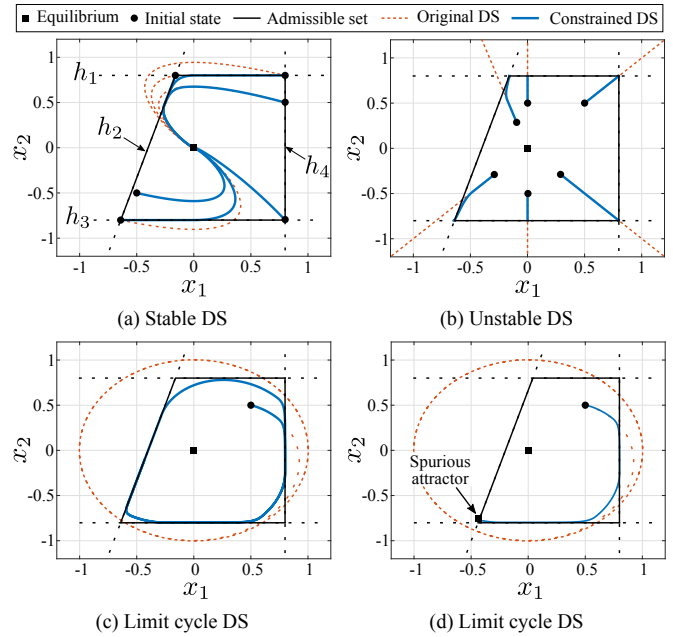 Equilibrium Initial state Admissible set Original DS Constrained DS
1
0.5
0
-0.5
-1
x₂
h₁
h₂
h₃
h₄
-1 -0.5 0 0.5 1
x₁
(a) Stable DS
1
0.5
0
-0.5
-1
x₂
-1 -0.5 0 0.5 1
x₁
(b) Unstable DS
1
0.5
0
-0.5
-1
x₂
-1 -0.5 0 0.5 1
x₁
(c) Limit cycle DS
1
0.5
0
-0.5
-1
x₂
Spurious
attractor
-1 -0.5 0 0.5 1
x₁
(d) Limit cycle DS